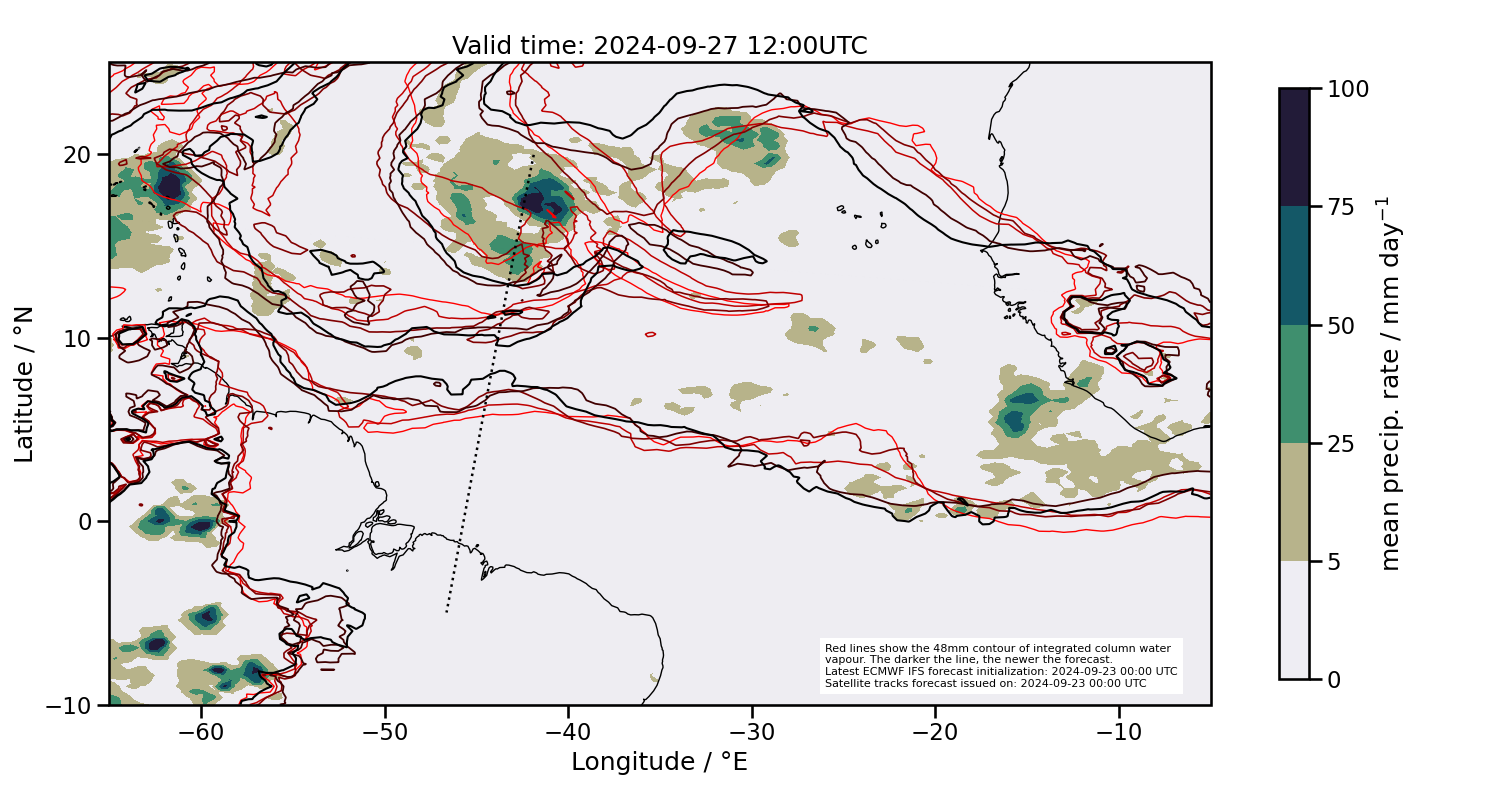 Valid time: 2024-09-27 12:00UTC
20
10
0
−10
Latitude / °N
−60
−50
−40
−30
−20
−10
Longitude / °E
Red lines show the 48mm contour of integrated column water
vapour. The darker the line, the newer the forecast.
Latest ECMWF IFS forecast initialization: 2024-09-23 00:00 UTC
Satellite tracks forecast issued on: 2024-09-23 00:00 UTC
100
75
50
25
5
0
mean precip. rate / mm day⁻¹